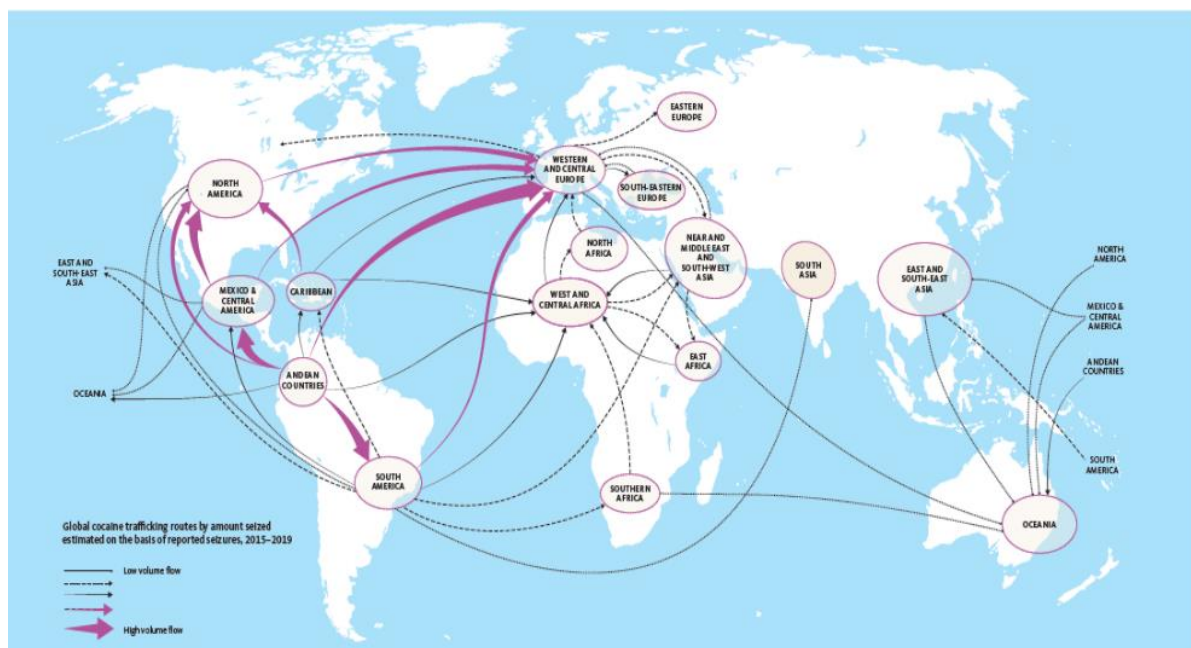 EASTERN
EUROPE
WESTERN
AND CENTRAL
EUROPE
NORTH
AMERICA
SOUTH-EASTERN
EUROPE
NORTH
AFRICA
NEAR AND
MIDDLE EAST
AND
SOUTH-WEST
ASIA
SOUTH
ASIA
EAST AND
SOUTH-EAST
ASIA
NORTH
AMERICA
EAST AND
SOUTH-EAST
ASIA
MEXICO &
CENTRAL
AMERICA
CARIBBEAN
WEST AND
CENTRAL AFRICA
MEXICO &
CENTRAL
AMERICA
EAST
AFRICA
ANDEAN
COUNTRIES
ANDEAN
COUNTRIES
OCEANIA
SOUTH
AMERICA
SOUTHERN
AFRICA
SOUTH
AMERICA
OCEANIA
Global cocaine trafficking routes by amount seized
estimated on the basis of reported seizures, 2015–2019
Low volume flow
High volume flow